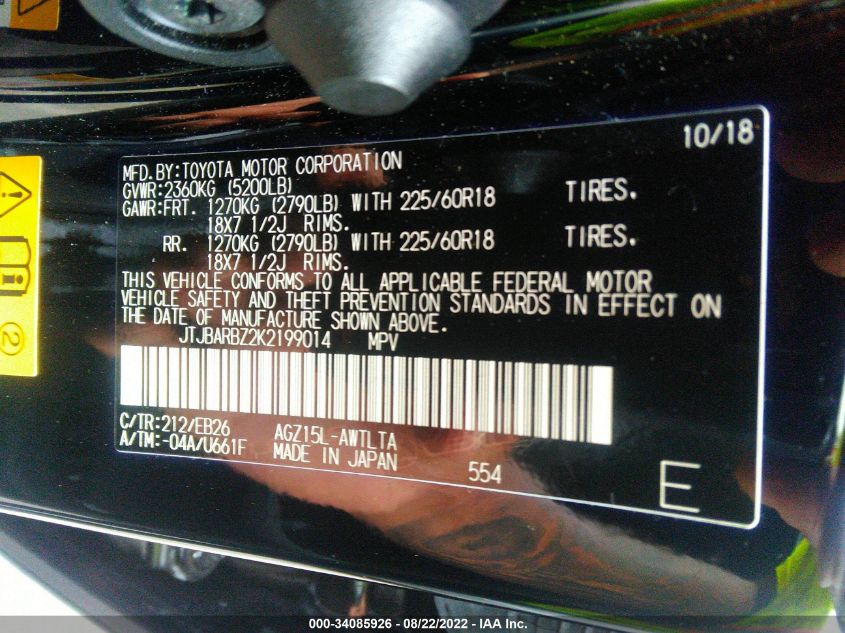 10/18
MFD.BY:TOYOTA MOTOR CORPORATION
GVWR:2360KG (5200LB)
GAWR:FRT. 1270KG (2790LB) WITH 225/60R18 TIRES.
18X7 1/2J RIMS.
RR. 1270KG (2790LB) WITH 225/60R18 TIRES.
18X7 1/2J RIMS.
THIS VEHICLE CONFORMS TO ALL APPLICABLE FEDERAL MOTOR
VEHICLE SAFETY AND THEFT PREVENTION STANDARDS IN EFFECT ON
THE DATE OF MANUFACTURE SHOWN ABOVE.
JTJBARBZ2K2199014 MPV
C/TR:212/EB26 AGZ15L-AWTLTA
A/TM:-04A/U661F MADE IN JAPAN 554
E
2
000-34085926 - 08/22/2022 - IAA Inc.